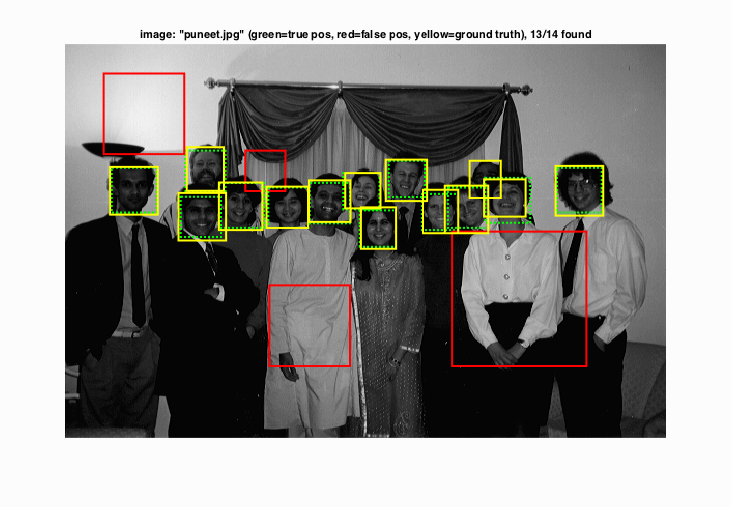 image: "puneet.jpg" (green=true pos, red=false pos, yellow=ground truth), 13/14 found